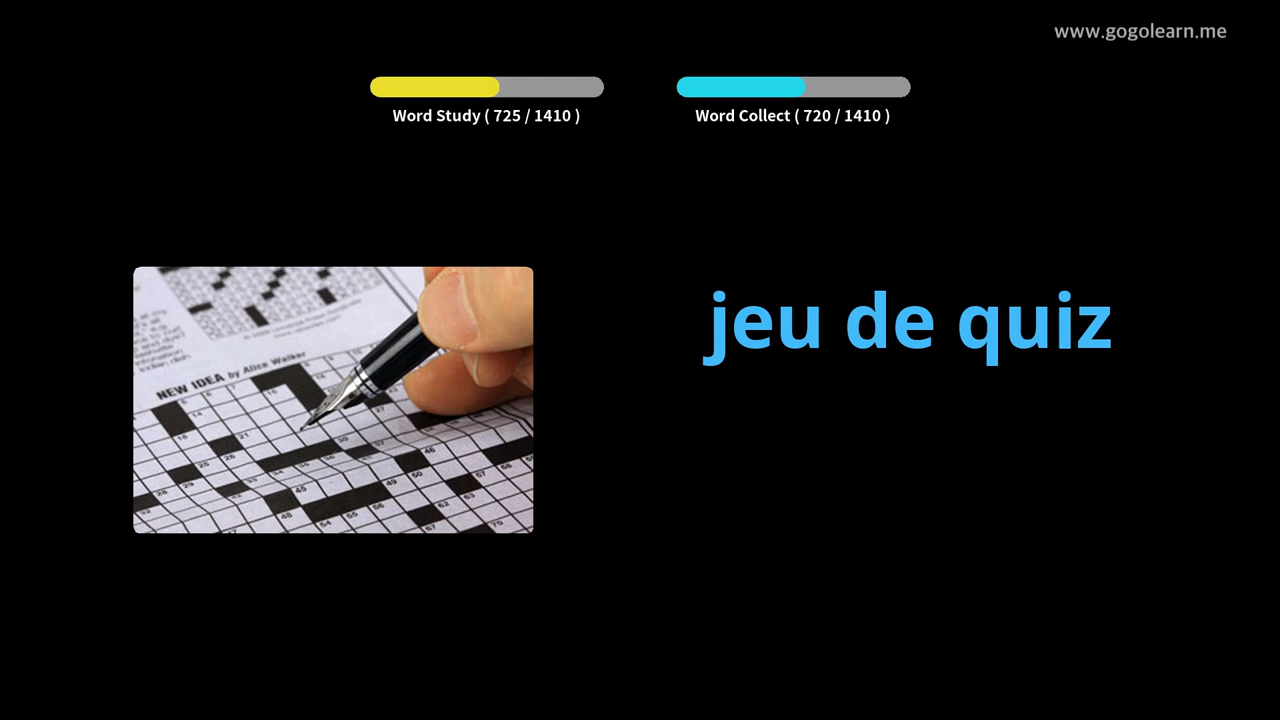 www.gogolearn.me
Word Study ( 725 / 1410 )
Word Collect ( 720 / 1410 )
jeu de quiz
NEW IDEA by Alice Walker